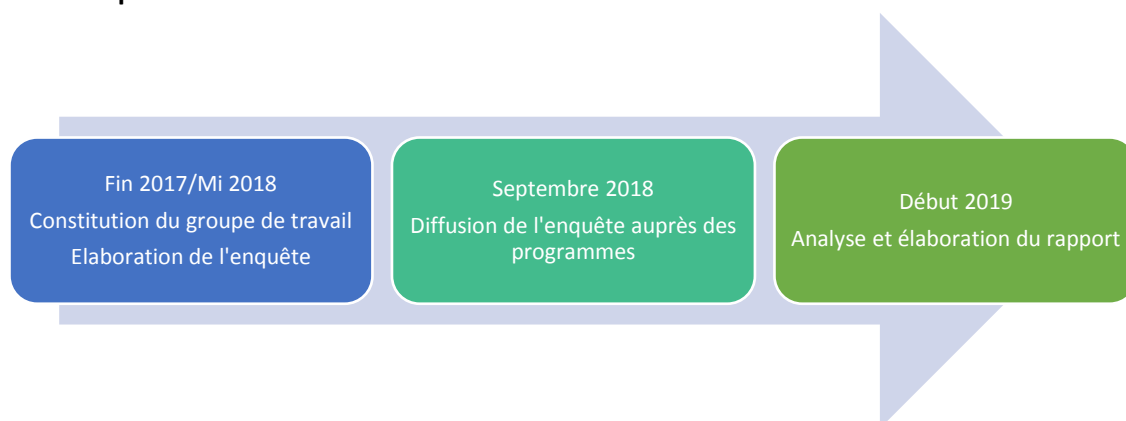 Fin 2017/Mi 2018
Constitution du groupe de travail
Elaboration de l'enquête
Septembre 2018
Diffusion de l'enquête auprès des
programmes
Début 2019
Analyse et élaboration du rapport